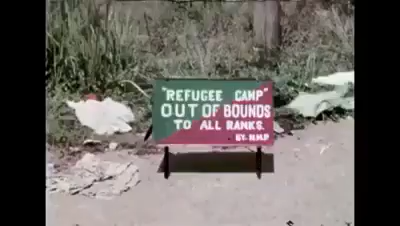 "REFUGEE CAMP"
OUT OF BOUNDS
TO ALL RANKS.
BY. R.M.P.